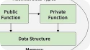 Public
Function
Private
Function
Data Structure